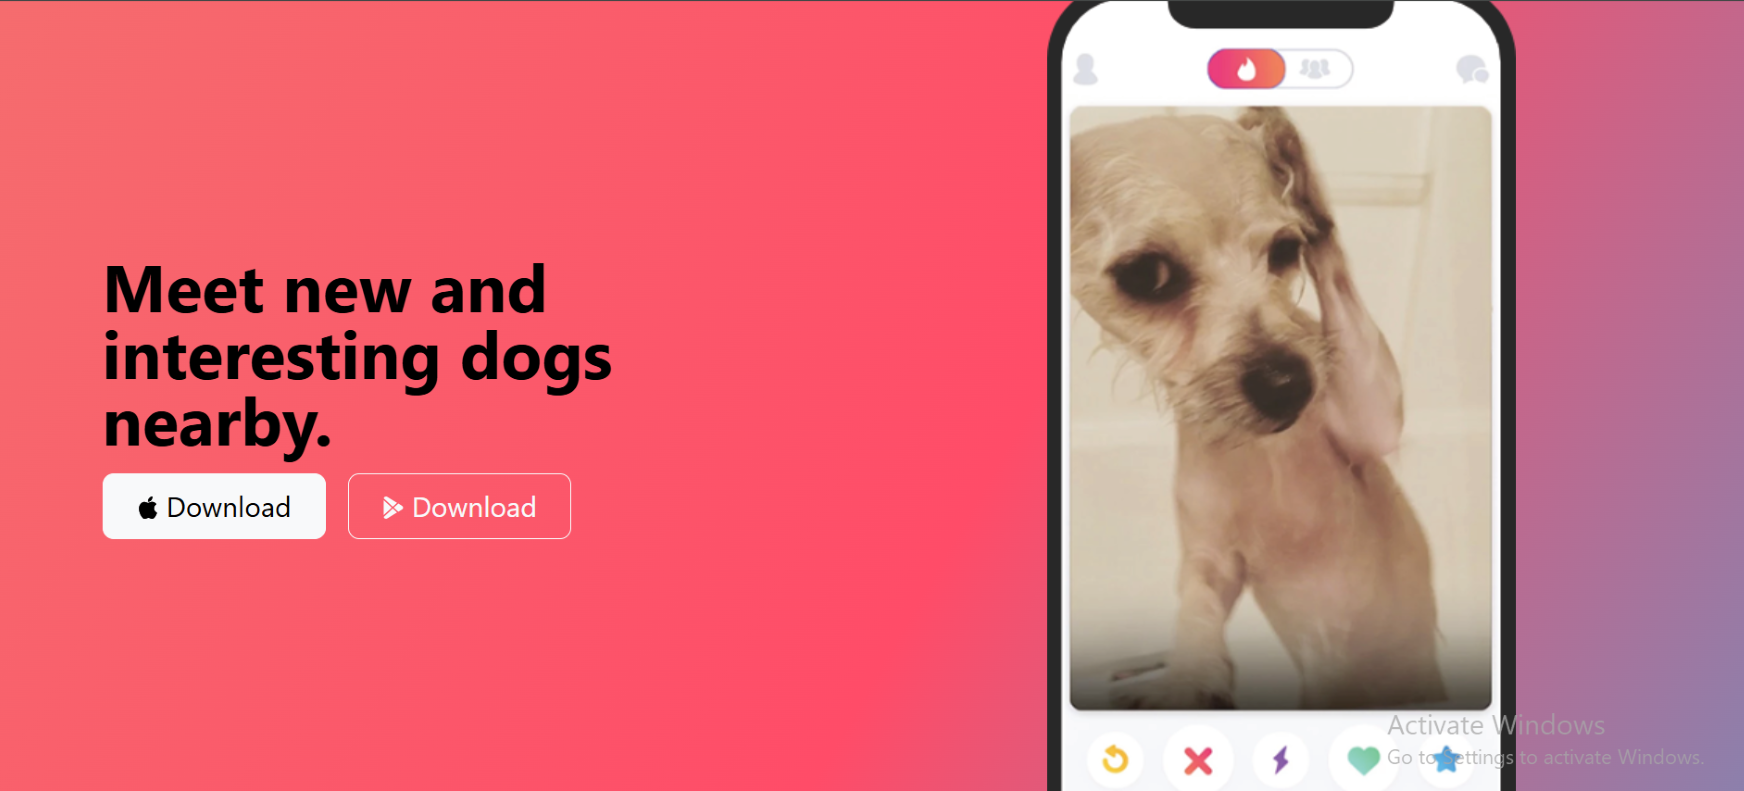 Meet new and
interesting dogs
nearby.
Download
Download
Activate Windows
Go to Settings to activate Windows.